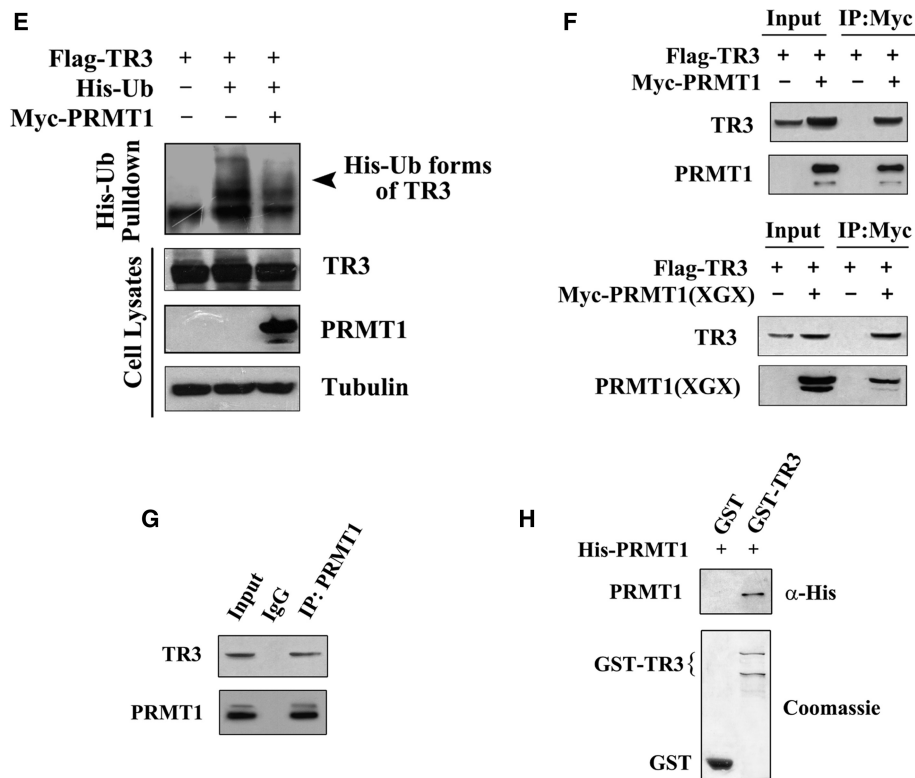 E
Flag-TR3 + + +
His-Ub − + +
Myc-PRMT1 − − +
His-Ub Pulldown
His-Ub forms
of TR3
Cell Lysates
TR3
PRMT1
Tubulin
F
Input IP:Myc
Flag-TR3 + + + +
Myc-PRMT1 − + − +
TR3
PRMT1
Input IP:Myc
Flag-TR3 + + + +
Myc-PRMT1(XGX) − + − +
TR3
PRMT1(XGX)
G
Input IgG IP: PRMT1
TR3
PRMT1
H
GST GST-TR3
His-PRMT1 + +
PRMT1 α-His
GST-TR3{
Coomassie
GST